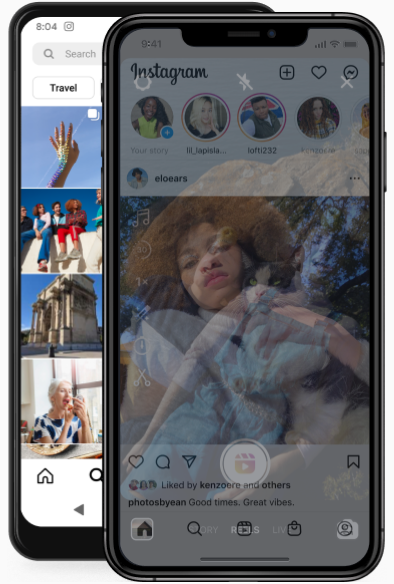 8:04
Search
Travel
9:41
Instagram
Your story
lil_lapisla...
lofti232
kenzoere
eloears
1x
Liked by kenzoere and others
photosbyean Good times. Great vibes.
REELS